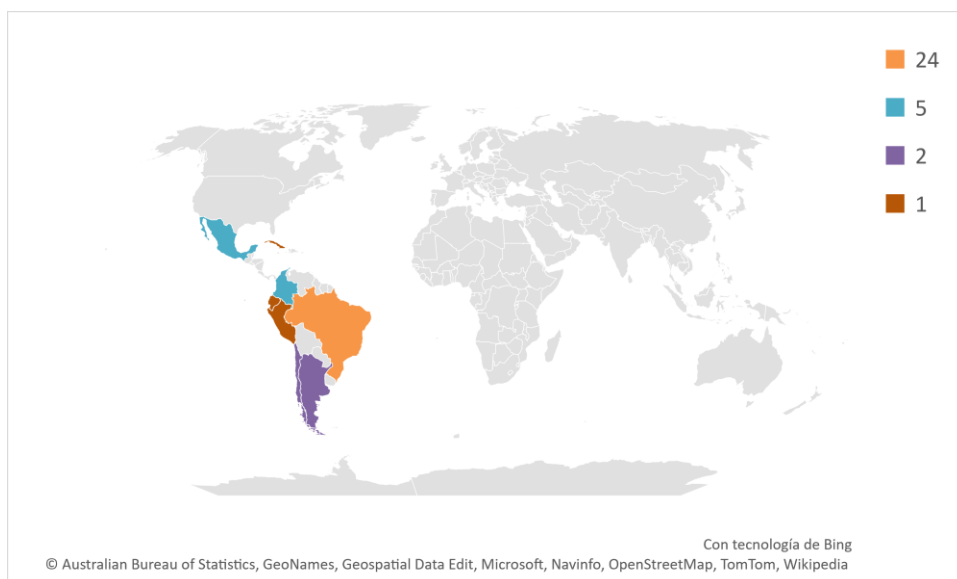 24
5
2
1
Con tecnología de Bing
© Australian Bureau of Statistics, GeoNames, Geospatial Data Edit, Microsoft, Navinfo, OpenStreetMap, TomTom, Wikipedia